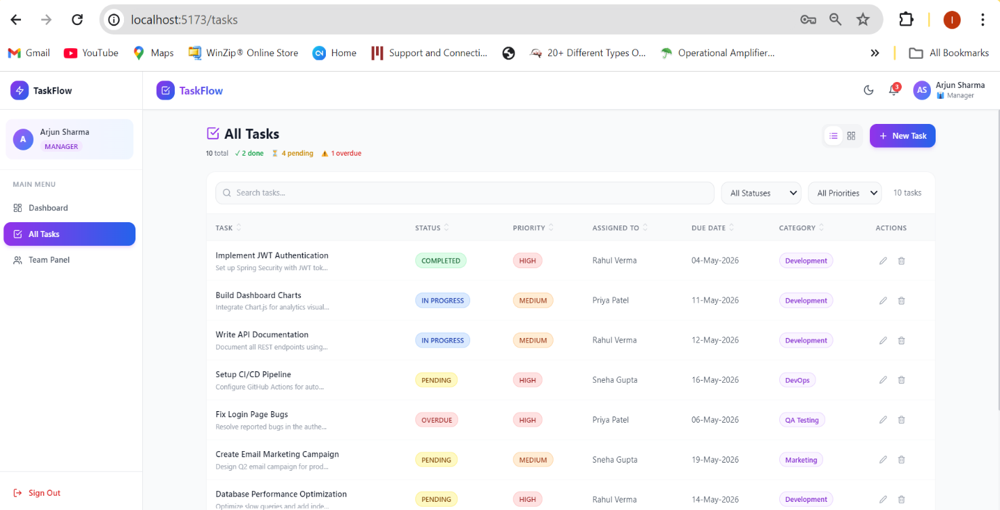 localhost:5173/tasks
I
Gmail YouTube Maps WinZip® Online Store Home Support and Connecti... 20+ Different Types O... Operational Amplifier... All Bookmarks
TaskFlow
TaskFlow
3
AS
Arjun Sharma
Manager
A
Arjun Sharma
MANAGER
MAIN MENU
Dashboard
All Tasks
Team Panel
Sign Out
All Tasks
10 total ✓ 2 done 4 pending 1 overdue
+ New Task
Search tasks... All Statuses All Priorities 10 tasks
TASK STATUS PRIORITY ASSIGNED TO DUE DATE CATEGORY ACTIONS
Implement JWT Authentication COMPLETED HIGH Rahul Verma 04-May-2026 Development
Set up Spring Security with JWT tok...
Build Dashboard Charts IN PROGRESS MEDIUM Priya Patel 11-May-2026 Development
Integrate Chart.js for analytics visual...
Write API Documentation IN PROGRESS MEDIUM Rahul Verma 12-May-2026 Development
Document all REST endpoints using...
Setup CI/CD Pipeline PENDING HIGH Sneha Gupta 16-May-2026 DevOps
Configure GitHub Actions for auto...
Fix Login Page Bugs OVERDUE HIGH Priya Patel 06-May-2026 QA Testing
Resolve reported bugs in the authe...
Create Email Marketing Campaign PENDING MEDIUM Sneha Gupta 19-May-2026 Marketing
Design Q2 email campaign for prod...
Database Performance Optimization PENDING HIGH Rahul Verma 14-May-2026 Development
Optimize slow queries and add inde...